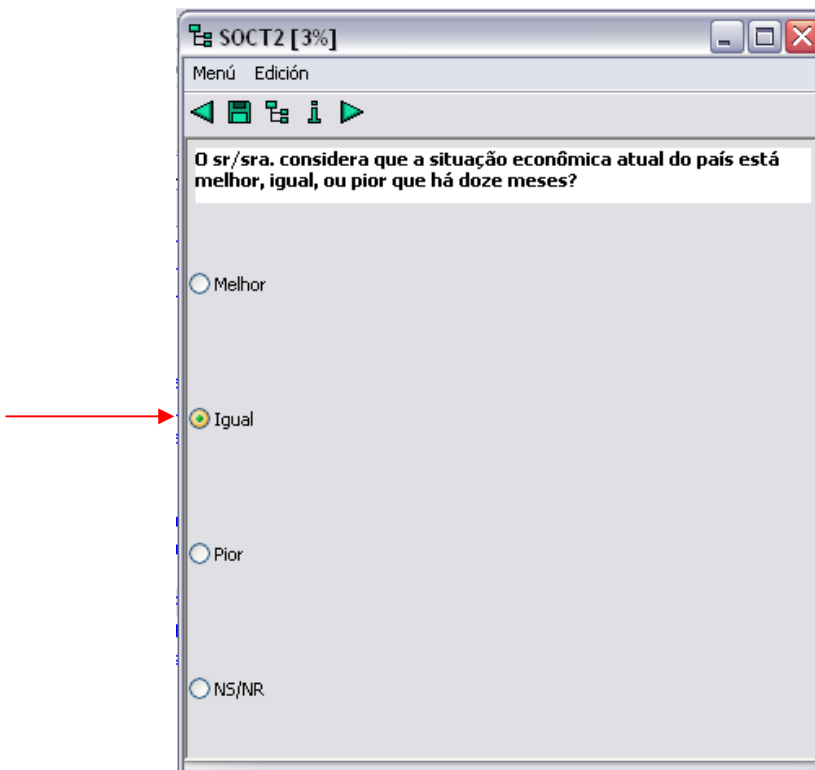 SOCT2 [3%]
Menú Edición
O sr/sra. considera que a situação econômica atual do país está
melhor, igual, ou pior que há doze meses?
Melhor
Igual
Pior
NS/NR